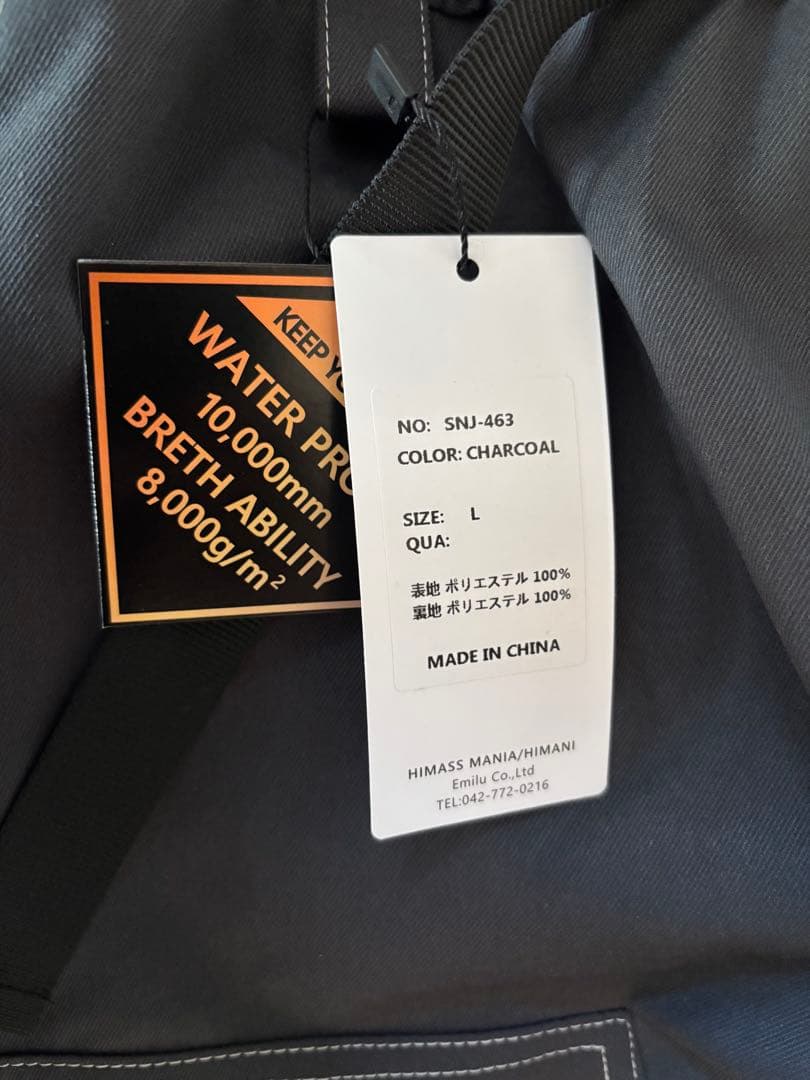 KEEP
WATER
10,000mm
BRETH ABILITY
8,000g/m²
NO: SNJ-463
COLOR: CHARCOAL
SIZE: L
QUA:
表地 ポリエステル 100%
裏地 ポリエステル 100%
MADE IN CHINA
HIMASS MANIA/HIMANI
Emilu Co.,Ltd
TEL:042-772-0216